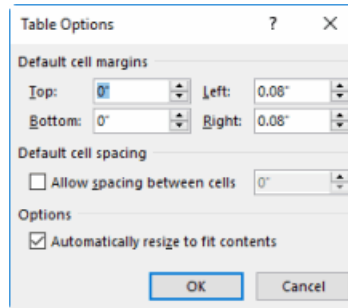 Table Options ? ×
Default cell margins
Top: 0" Left: 0.08"
Bottom: 0" Right: 0.08"
Default cell spacing
Allow spacing between cells 0"
Options
Automatically resize to fit contents
OK Cancel